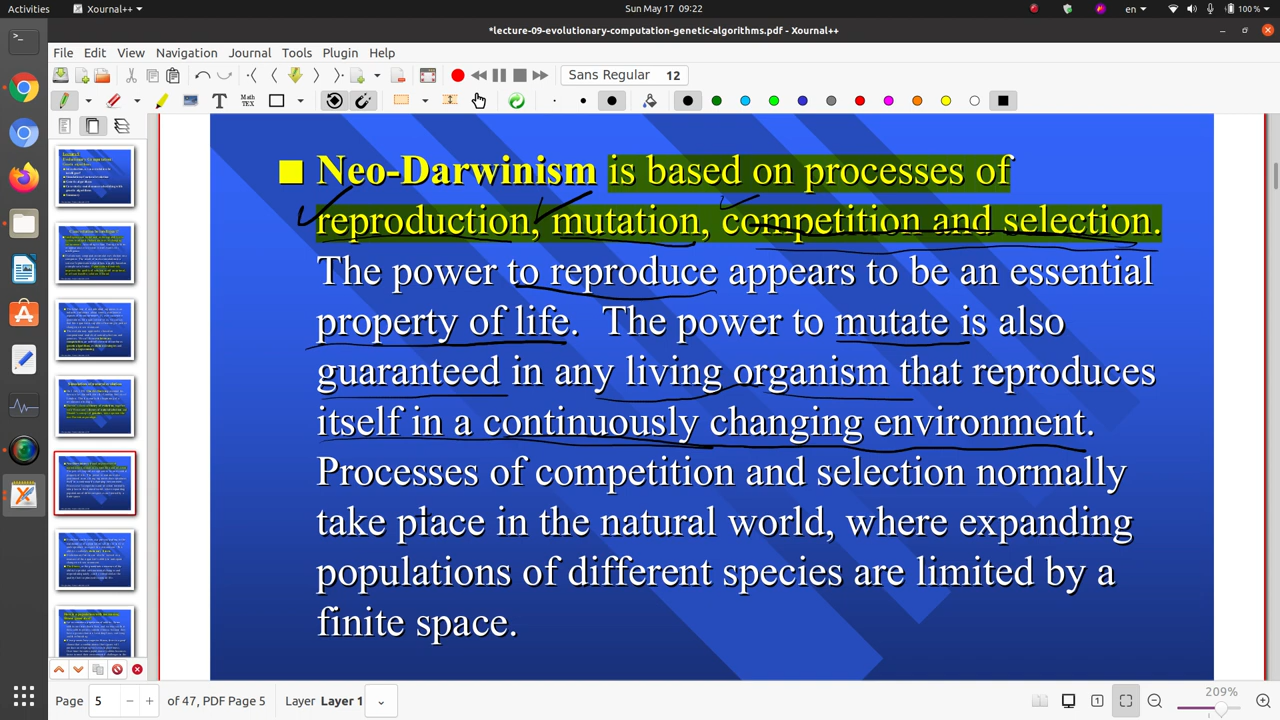 Activities
Xournal++
Sun May 17 09:22
en
100 %
*lecture-09-evolutionary-computation-genetic-algorithms.pdf - Xournal++
File Edit View Navigation Journal Tools Plugin Help
Sans Regular 12
Neo-Darwinism is based on processes of
reproduction, mutation, competition and selection.
The power to reproduce appears to be an essential
property of life. The power to mutate is also
guaranteed in any living organism that reproduces
itself in a continuously changing environment.
Processes of competition and selection normally
take place in the natural world, where expanding
populations of different species are limited by a
finite space
Page 5 of 47, PDF Page 5 Layer Layer 1
209%